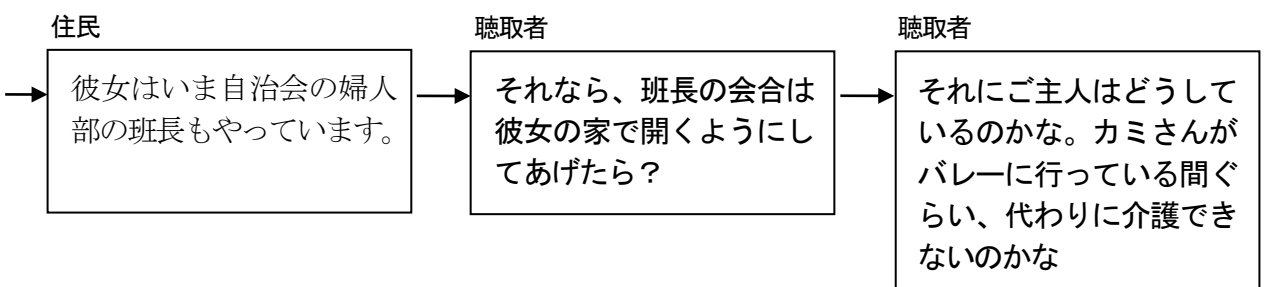 住民
彼女はいま自治会の婦人
部の班長もやっています。
聴取者
それなら、班長の会合は
彼女の家で開くようにし
てあげたら？
聴取者
それにご主人はどうして
いるのかな。カミさんが
バレーに行っている間ぐ
らい、代わりに介護でき
ないのかな